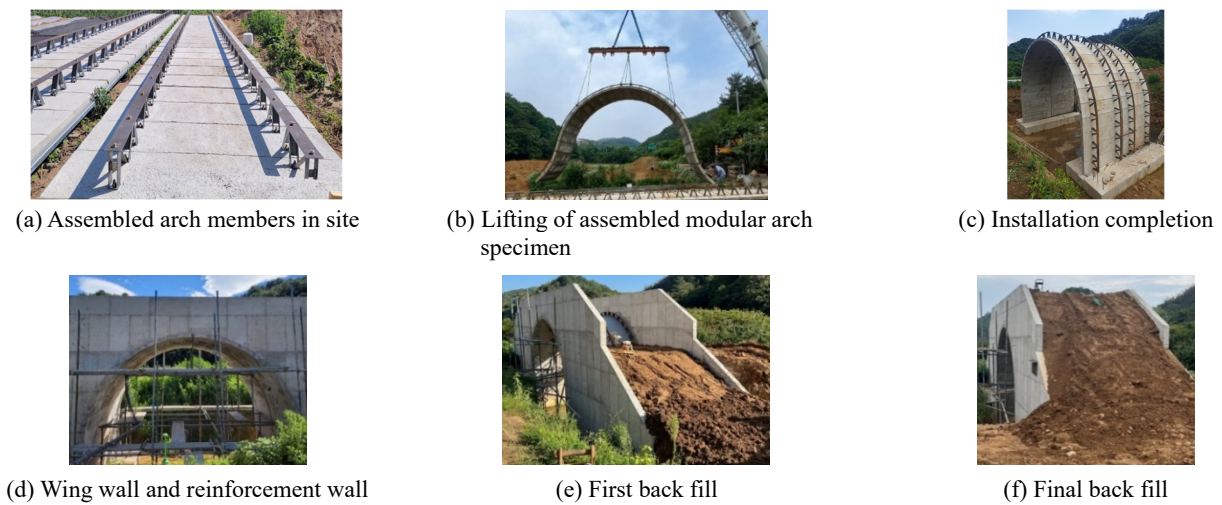 (a) Assembled arch members in site
(b) Lifting of assembled modular arch
specimen
(c) Installation completion
(d) Wing wall and reinforcement wall
(e) First back fill
(f) Final back fill